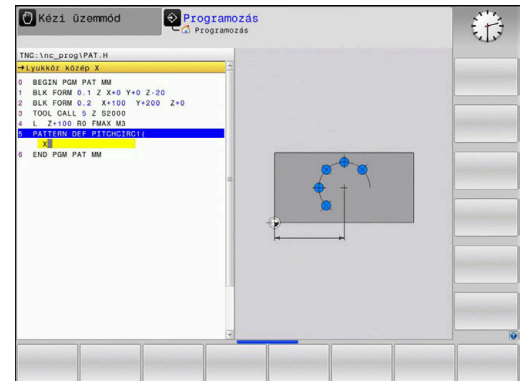 Kézi üzemmód
Programozás
Programozás
TNC:\nc_prog\PAT.H
→Lyukkör közép X
0 BEGIN PGM PAT MM
1 BLK FORM 0.1 Z X+0 Y+0 Z-20
2 BLK FORM 0.2 X+100 Y+200 Z+0
3 TOOL CALL 5 Z S2000
4 L Z+100 R0 FMAX M3
5 PATTERN DEF PITCHCIRC1(
X
6 END PGM PAT MM